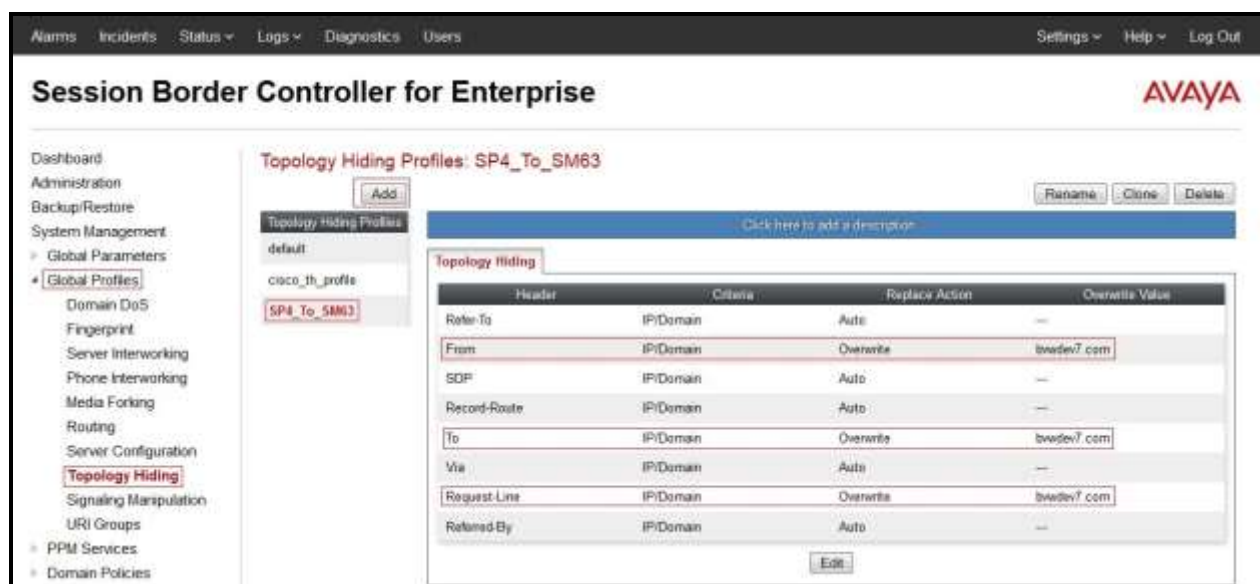 Alarms Incidents Status Logs Diagnostics Users Settings Help Log Out
Session Border Controller for Enterprise
AVAYA
Dashboard
Administration
Backup/Restore
System Management
Global Parameters
Global Profiles
Domain DoS
Fingerprint
Server Interworking
Phone Interworking
Media Forking
Routing
Server Configuration
Topology Hiding
Signaling Manipulation
URI Groups
PPM Services
Domain Policies
Topology Hiding Profiles: SP4_To_SM63
Add
Rename Clone Delete
Topology Hiding Profiles
default
cisco_th_profile
SP4_To_SM63
Click here to add a description.
Topology Hiding
Header Criteria Replace Action Overwrite Value
Refer-To IP/Domain Auto ---
From IP/Domain Overwrite bvwdev7.com
SDP IP/Domain Auto ---
Record-Route IP/Domain Auto ---
To IP/Domain Overwrite bvwdev7.com
Via IP/Domain Auto ---
Request-Line IP/Domain Overwrite bvwdev7.com
Referred-By IP/Domain Auto ---
Edit